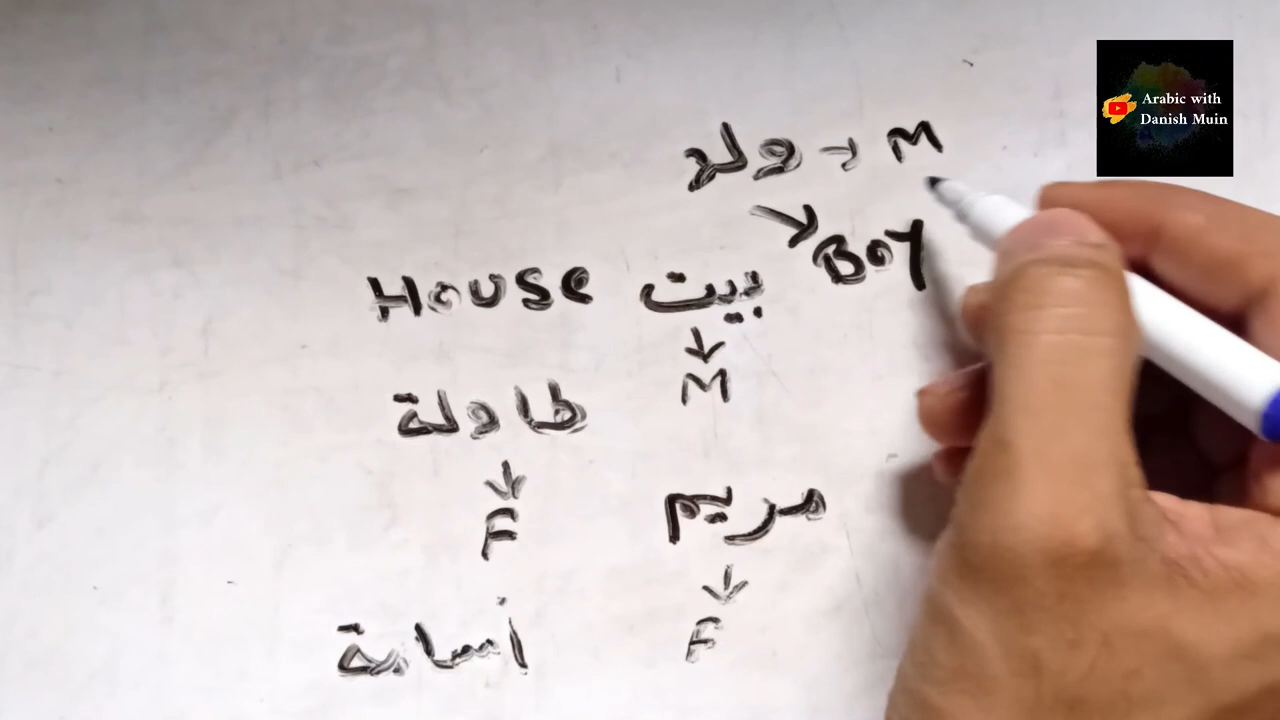 Arabic with
Danish Muin
ولد → M
↘
BOY
House بيت
↓
M
طاولة
↓
F
مريم
↓
F
أسامة